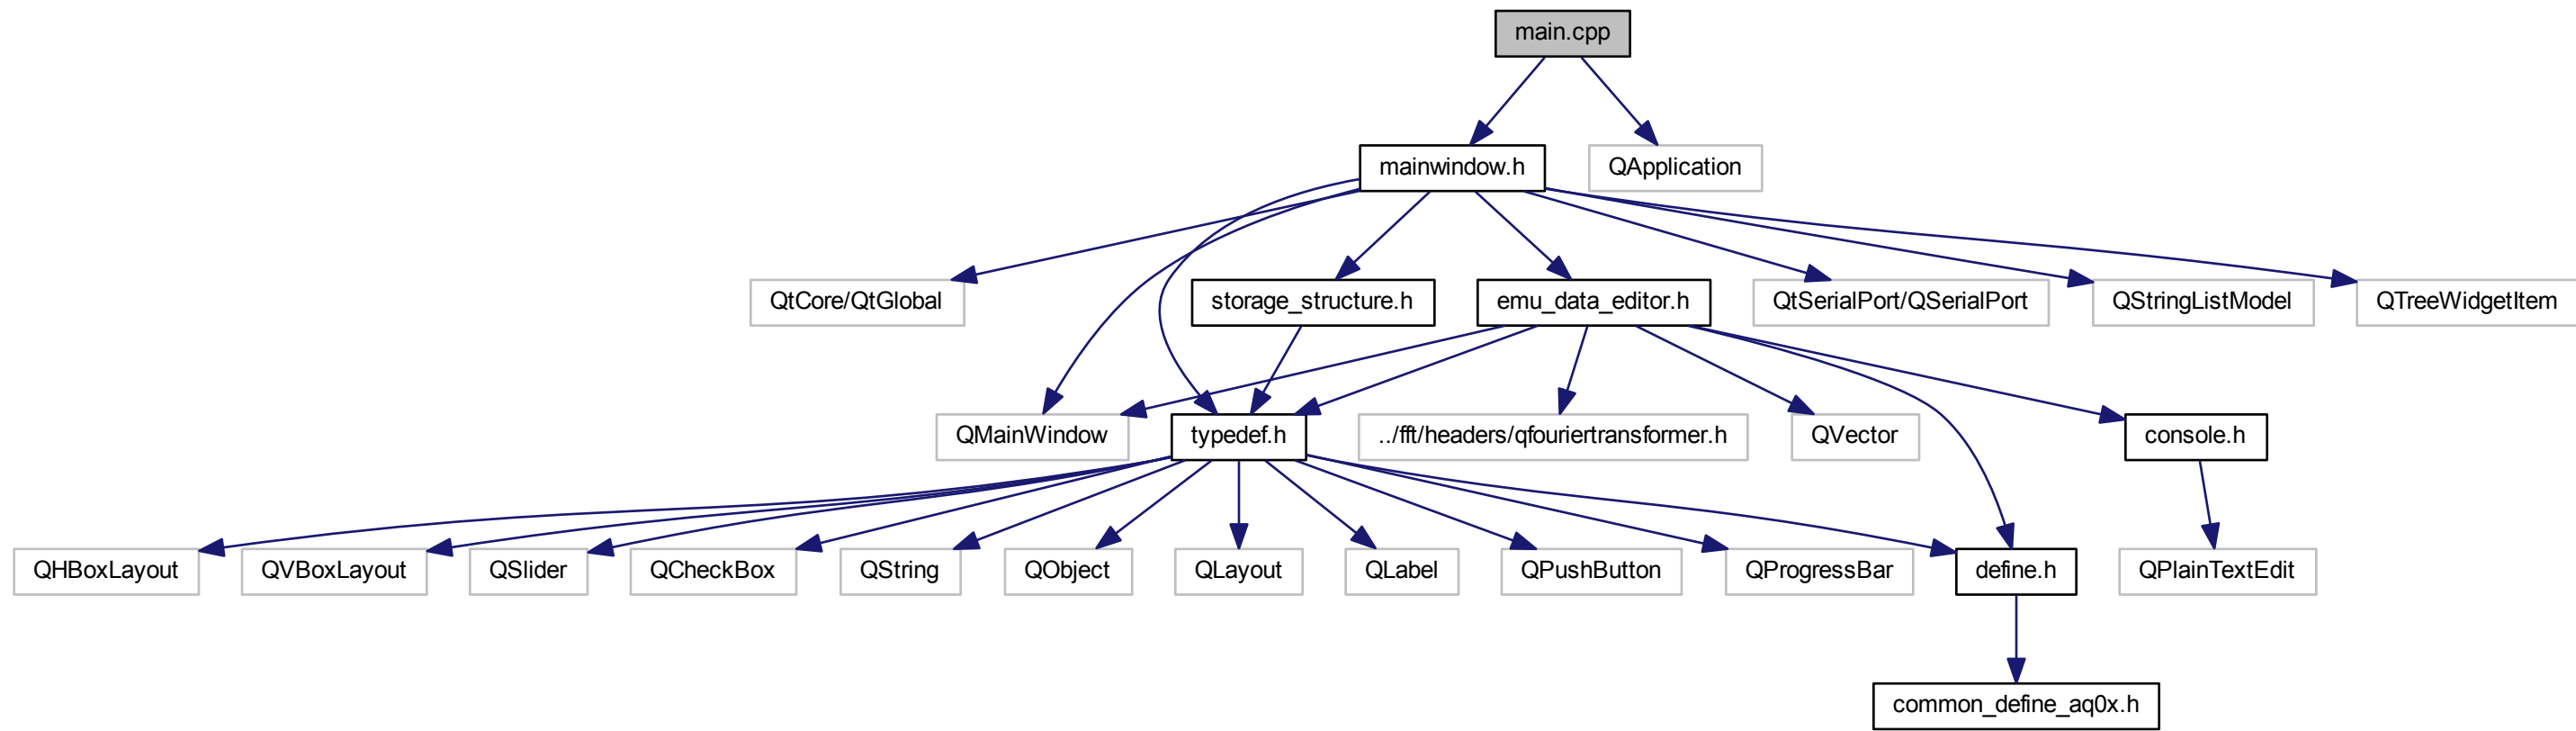 main.cpp
mainwindow.h
QApplication
QtCore/QtGlobal
storage_structure.h
emu_data_editor.h
QtSerialPort/QSerialPort
QStringListModel
QTreeWidgetItem
QMainWindow
typedef.h
../fft/headers/qfouriertransformer.h
QVector
console.h
QHBoxLayout
QVBoxLayout
QSlider
QCheckBox
QString
QObject
QLayout
QLabel
QPushButton
QProgressBar
define.h
QPlainTextEdit
common_define_aq0x.h